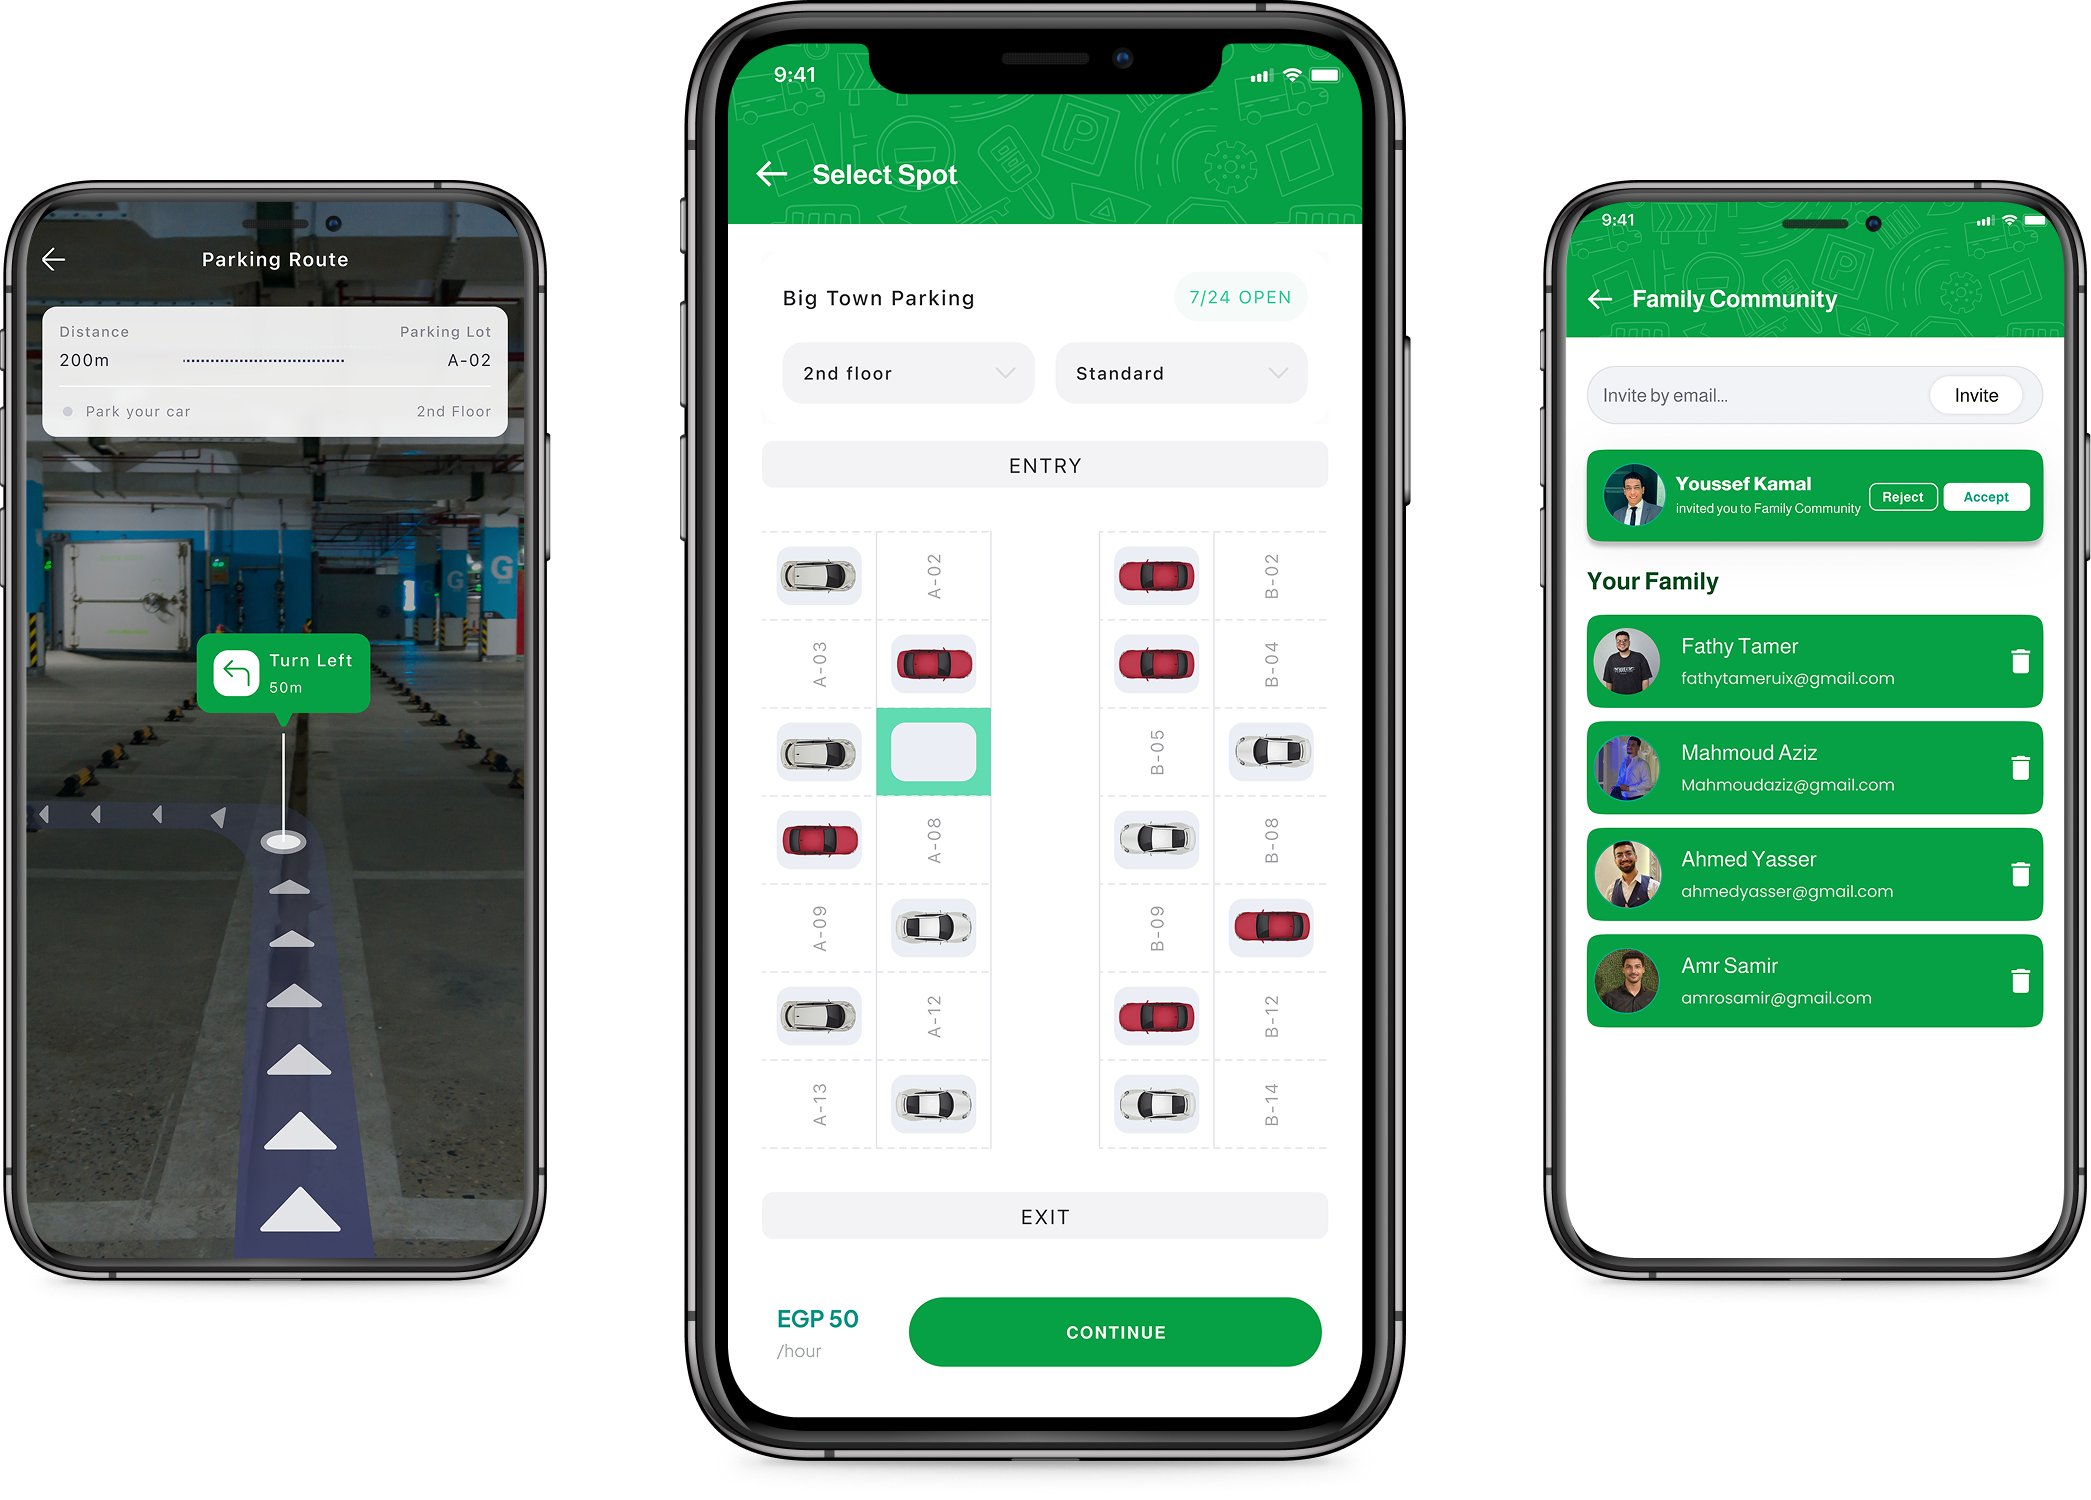 Parking Route
Distance
Parking Lot
200m
A-02
Park your car
2nd Floor
G
G
Turn Left
50m
9:41
P
Select Spot
Big Town Parking
7/24 OPEN
2nd floor
Standard
ENTRY
A-02
B-02
A-03
B-04
B-05
A-08
B-08
A-09
B-09
A-12
B-12
A-13
B-14
EXIT
EGP 50
/hour
CONTINUE
9:41
P
Family Community
Invite by email...
Invite
Youssef Kamal
invited you to Family Community
Reject
Accept
Your Family
Fathy Tamer
fathytameruix@gmail.com
Mahmoud Aziz
Mahmoudaziz@gmail.com
Ahmed Yasser
ahmedyasser@gmail.com
Amr Samir
amrosamir@gmail.com